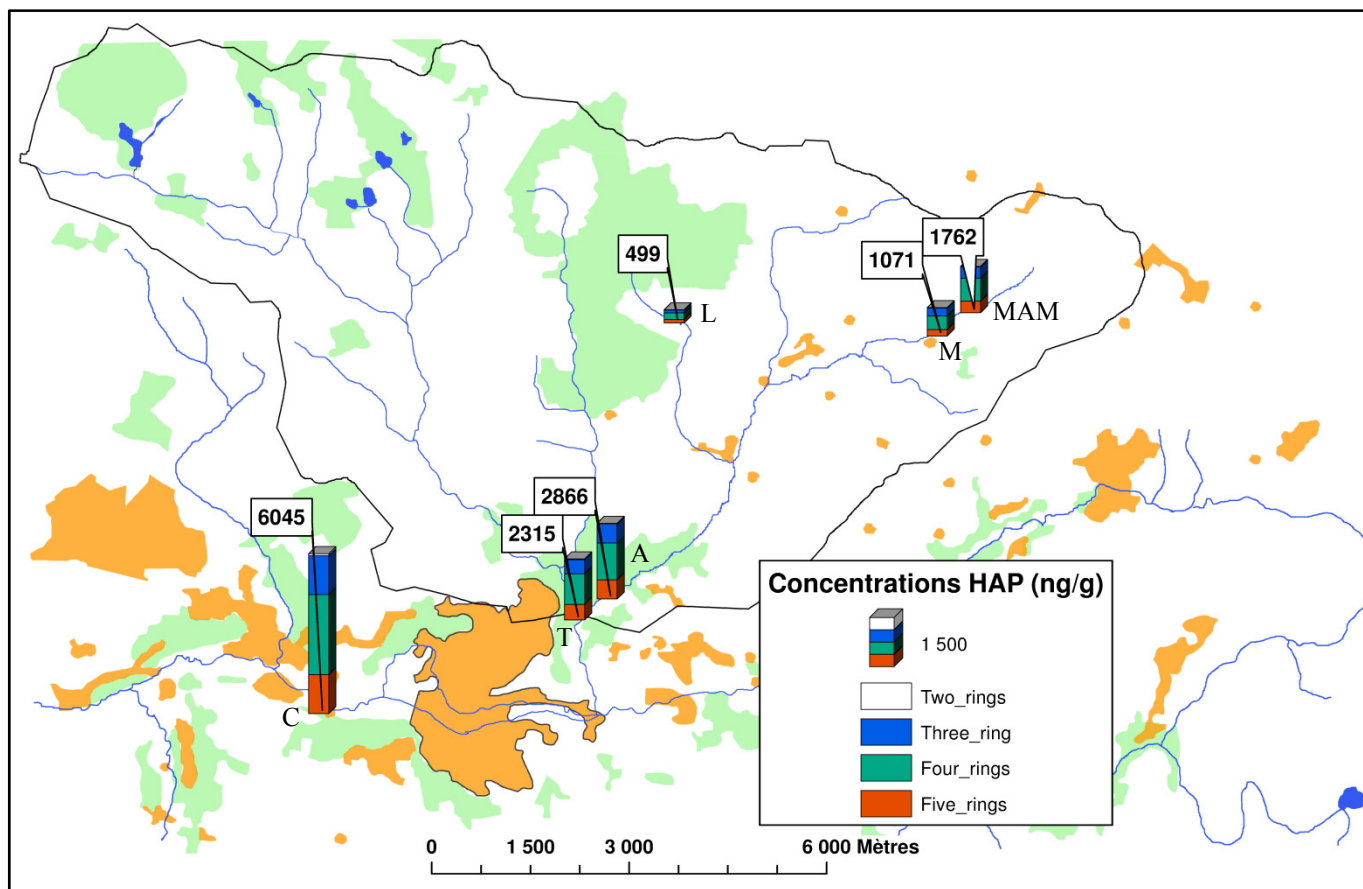 1762
499
1071
L
MAM
M
6045
2866
2315
A
T
C
Concentrations HAP (ng/g)
1 500
Two_rings
Three_ring
Four_rings
Five_rings
0 1 500 3 000 6 000 Mètres